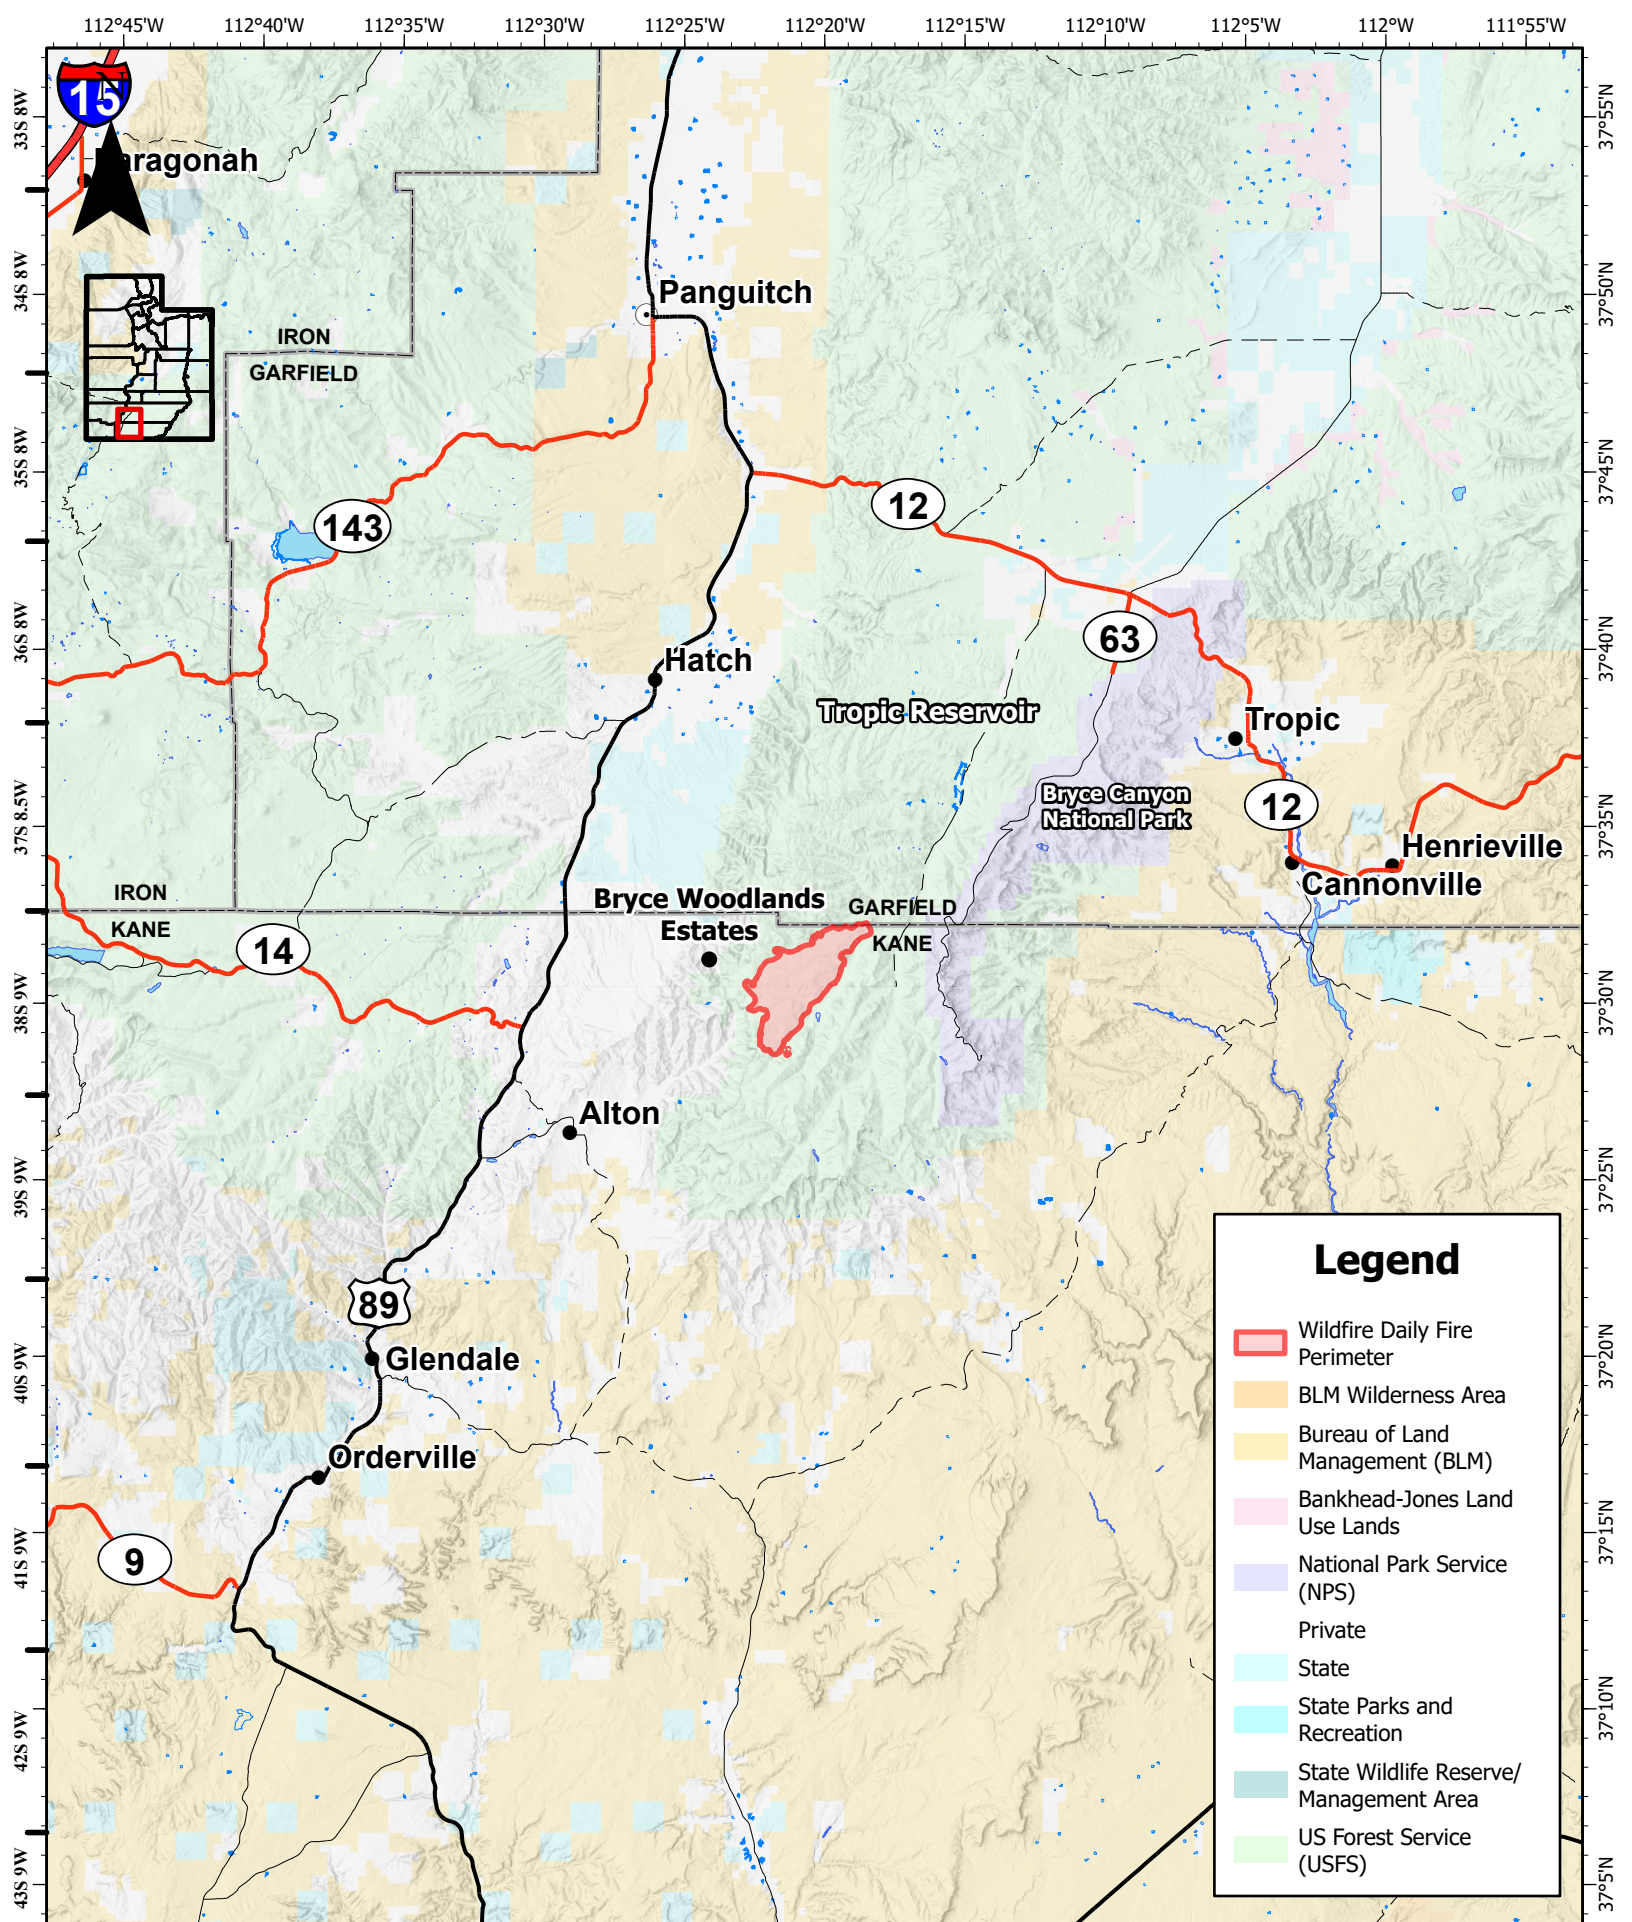 112°45'W
112°40'W
112°35'W
112°30'W
112°25'W
112°20'W
112°15'W
112°10'W
112°5'W
112°W
111°55'W
33S 8W
34S 8W
35S 8W
36S 8W
37S 8.5W
38S 9W
39S 9W
40S 9W
41S 9W
42S 9W
43S 9W
37°55'N
37°50'N
37°45'N
37°40'N
37°35'N
37°30'N
37°25'N
37°20'N
37°15'N
37°10'N
37°5'N
15
N
Panguitch
IRON
GARFIELD
143
12
63
Hatch
Tropic Reservoir
Tropic
Bryce Canyon
National Park
12
Henrieville
Cannonville
IRON
KANE
Bryce Woodlands
Estates
GARFIELD
KANE
14
Alton
89
Glendale
Orderville
9
Legend
Wildfire Daily Fire
Perimeter
BLM Wilderness Area
Bureau of Land
Management (BLM)
Bankhead-Jones Land
Use Lands
National Park Service
(NPS)
Private
State
State Parks and
Recreation
State Wildlife Reserve/
Management Area
US Forest Service
(USFS)